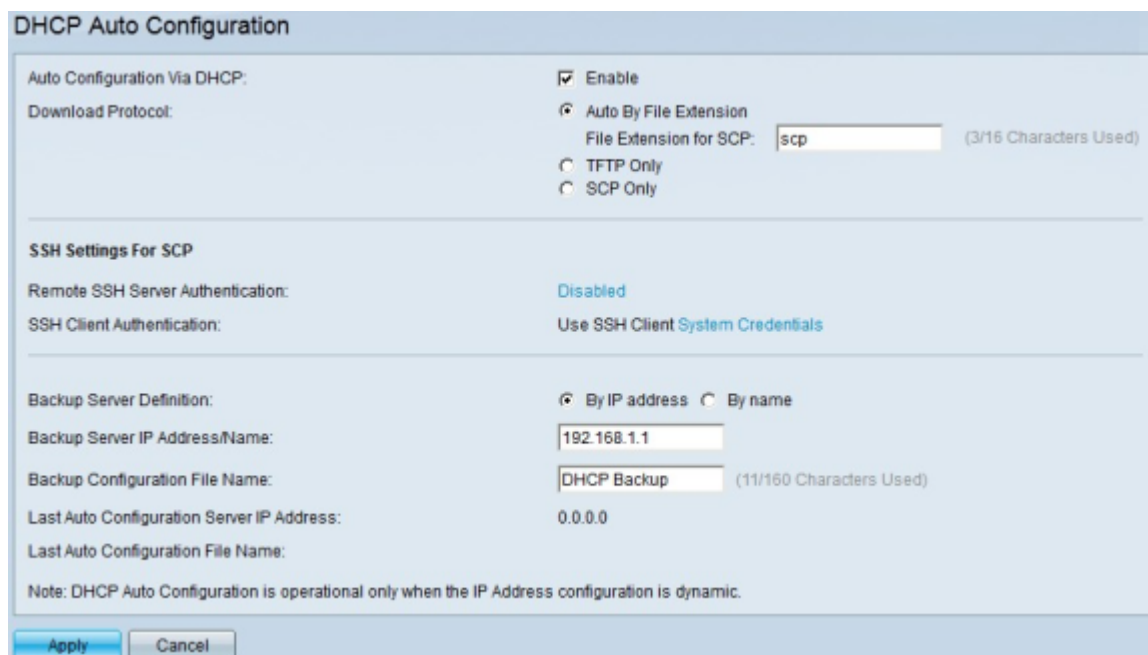 DHCP Auto Configuration
Auto Configuration Via DHCP: Enable
Download Protocol: Auto By File Extension
File Extension for SCP: scp (3/16 Characters Used)
TFTP Only
SCP Only
SSH Settings For SCP
Remote SSH Server Authentication: Disabled
SSH Client Authentication: Use SSH Client System Credentials
Backup Server Definition: By IP address By name
Backup Server IP Address/Name: 192.168.1.1
Backup Configuration File Name: DHCP Backup (11/160 Characters Used)
Last Auto Configuration Server IP Address: 0.0.0.0
Last Auto Configuration File Name:
Note: DHCP Auto Configuration is operational only when the IP Address configuration is dynamic.
Apply Cancel